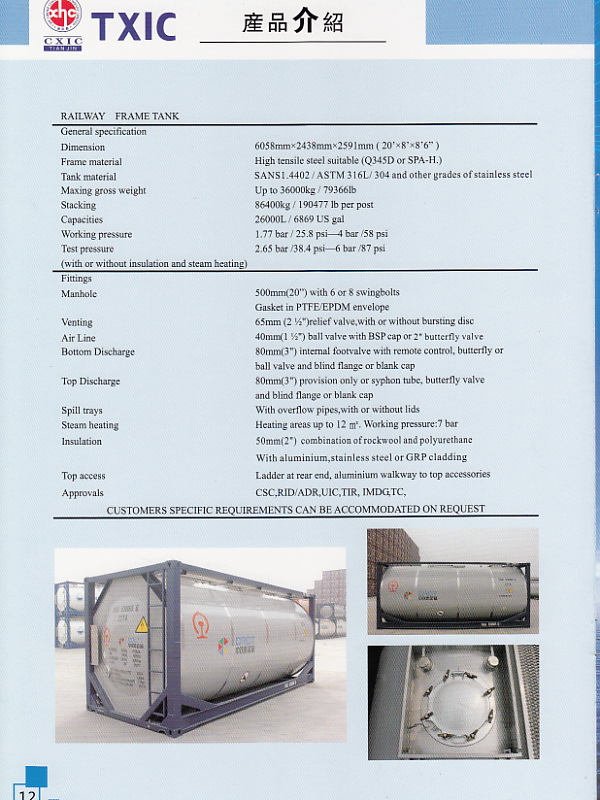 CXIC
TIANJIN
TXIC
產品介紹
RAILWAY FRAME TANK
General specification
Dimension 6058mm×2438mm×2591mm ( 20’×8’×8’6” )
Frame material High tensile steel suitable (Q345D or SPA-H.)
Tank material SANS1.4402 / ASTM 316L/ 304 and other grades of stainless steel
Maxing gross weight Up to 36000kg / 79366lb
Stacking 86400kg / 190477 lb per post
Capacities 26000L / 6869 US gal
Working pressure 1.77 bar / 25.8 psi—4 bar /58 psi
Test pressure 2.65 bar /38.4 psi—6 bar /87 psi
(with or without insulation and steam heating)
Fittings
Manhole 500mm(20”) with 6 or 8 swingbolts
Gasket in PTFE/EPDM envelope
Venting 65mm (2 ½")relief valve,with or without bursting disc
Air Line 40mm(1 ½") ball valve with BSP cap or 2" butterfly valve
Bottom Discharge 80mm(3") internal footvalve with remote control, butterfly or
ball valve and blind flange or blank cap
Top Discharge 80mm(3") provision only or syphon tube, butterfly valve
and blind flange or blank cap
Spill trays With overflow pipes,with or without lids
Steam heating Heating areas up to 12 ㎡. Working pressure:7 bar
Insulation 50mm(2") combination of rockwool and polyurethane
With aluminium,stainless steel or GRP cladding
Top access Ladder at rear end, aluminium walkway to top accessories
Approvals CSC,RID/ADR,UIC,TIR, IMDG,TC,
CUSTOMERS SPECIFIC REQUIREMENTS CAN BE ACCOMMODATED ON REQUEST
12